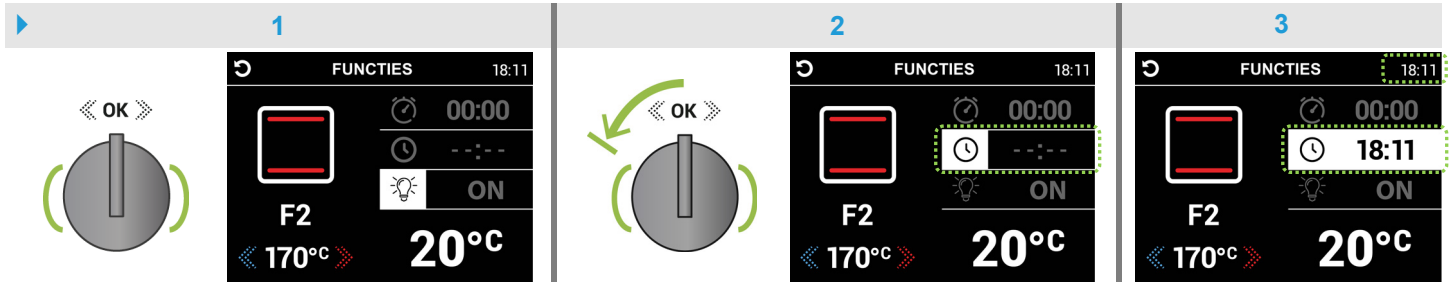 1
2
3
OK
FUNCTIES 18:11
00:00
--:--
ON
F2
170°C
20°C
OK
FUNCTIES 18:11
00:00
--:--
ON
F2
170°C
20°C
FUNCTIES 18:11
00:00
18:11
ON
F2
170°C
20°C